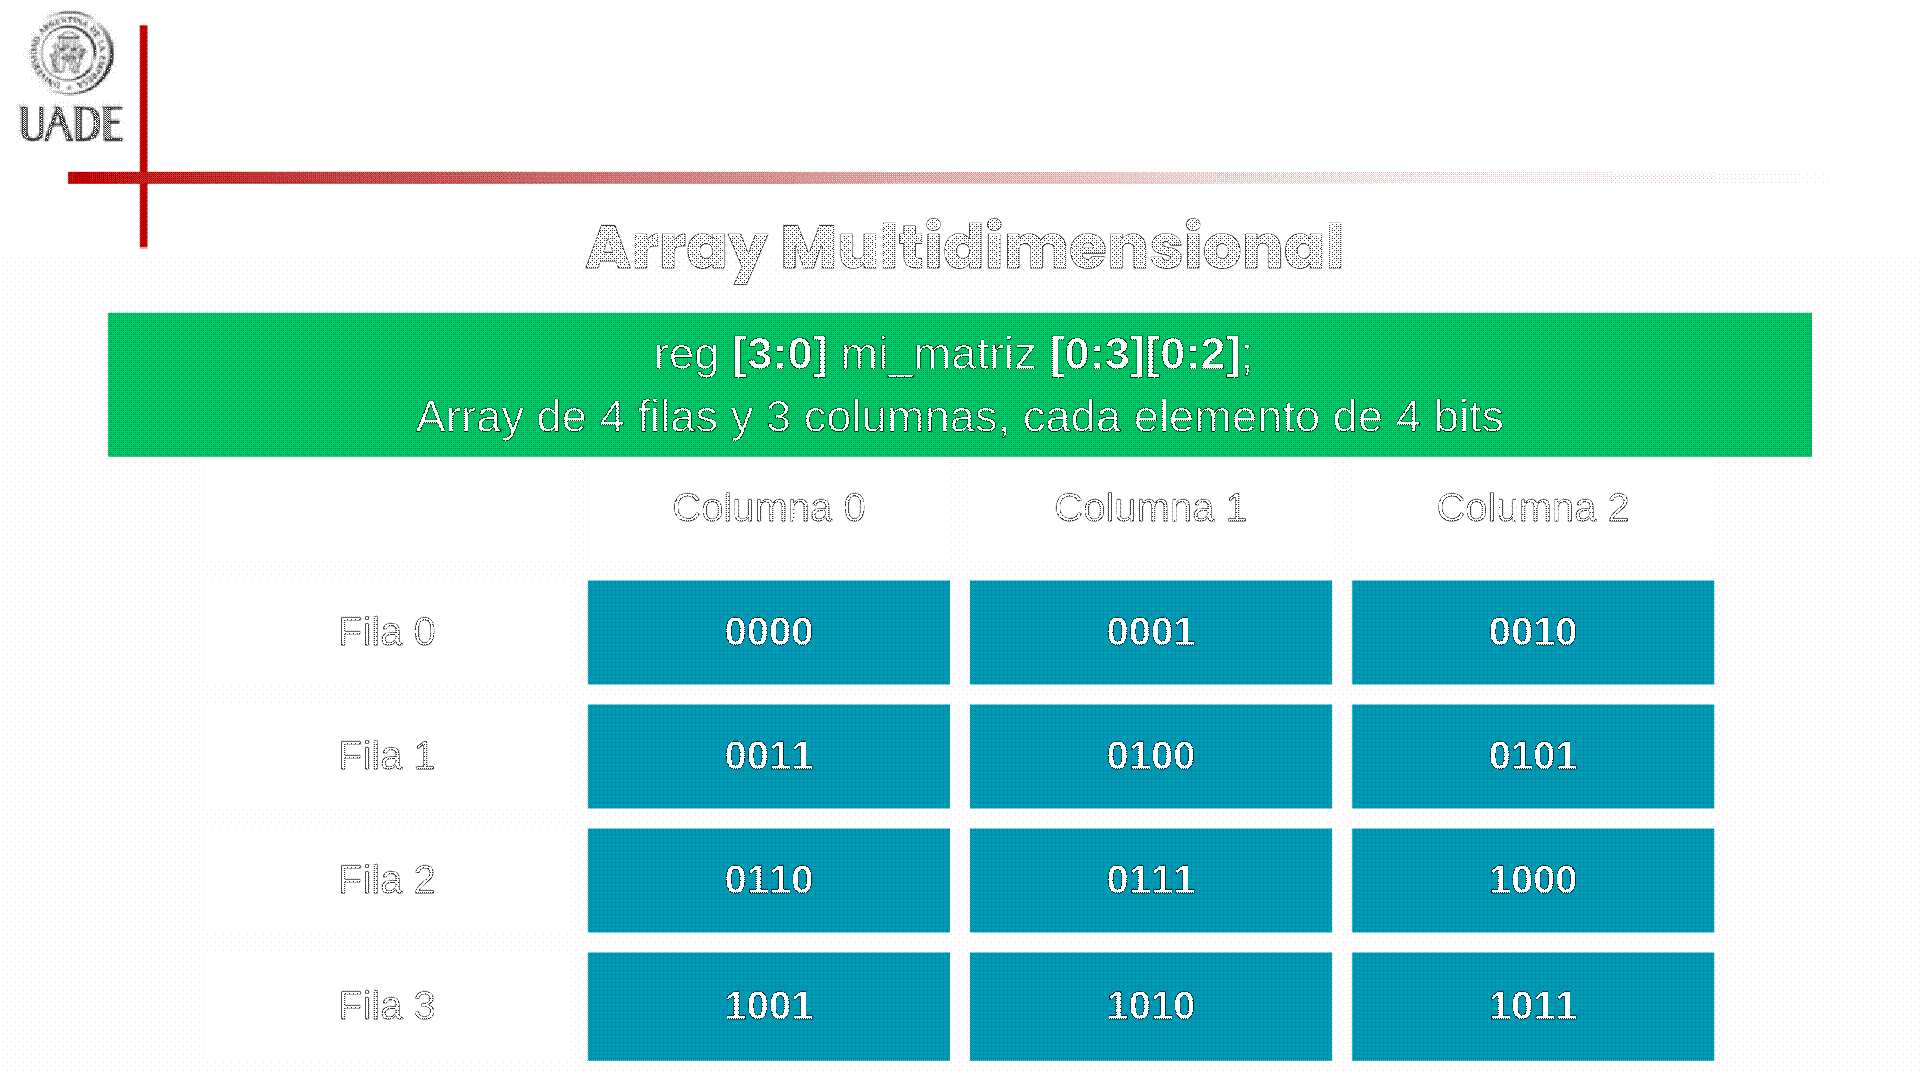 UADE
Array Multidimensional
reg [3:0] mi_matriz [0:3][0:2];
Array de 4 filas y 3 columnas, cada elemento de 4 bits
Columna 0 Columna 1 Columna 2
Fila 0 0000 0001 0010
Fila 1 0011 0100 0101
Fila 2 0110 0111 1000
Fila 3 1001 1010 1011